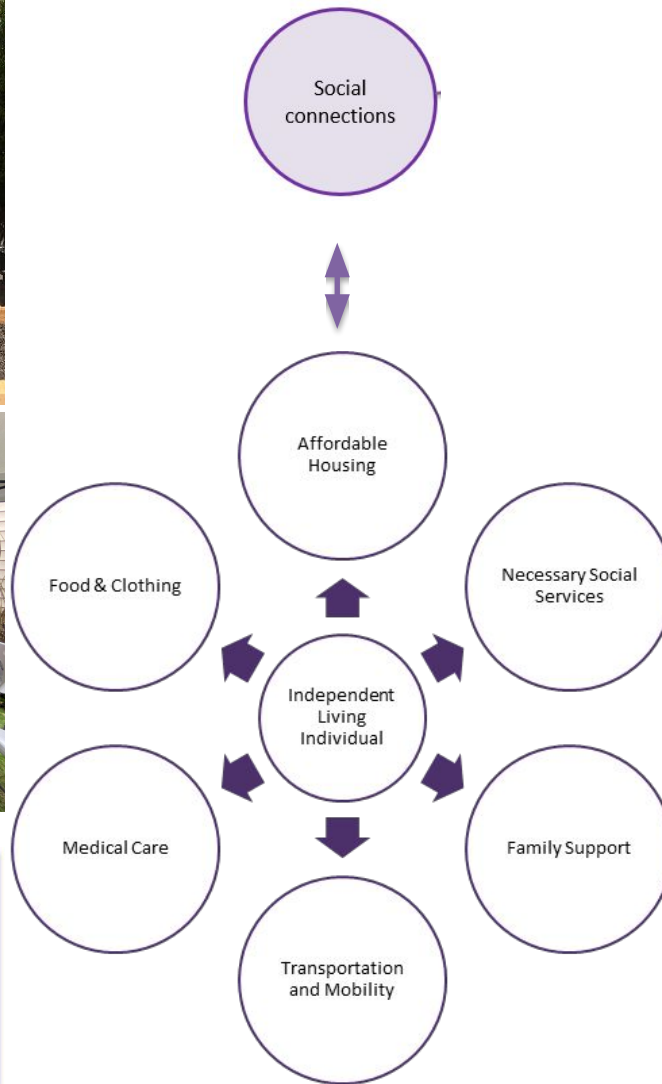 Social
connections
Affordable
Housing
Food & Clothing
Necessary Social
Services
Independent
Living
Individual
Medical Care
Family Support
Transportation
and Mobility